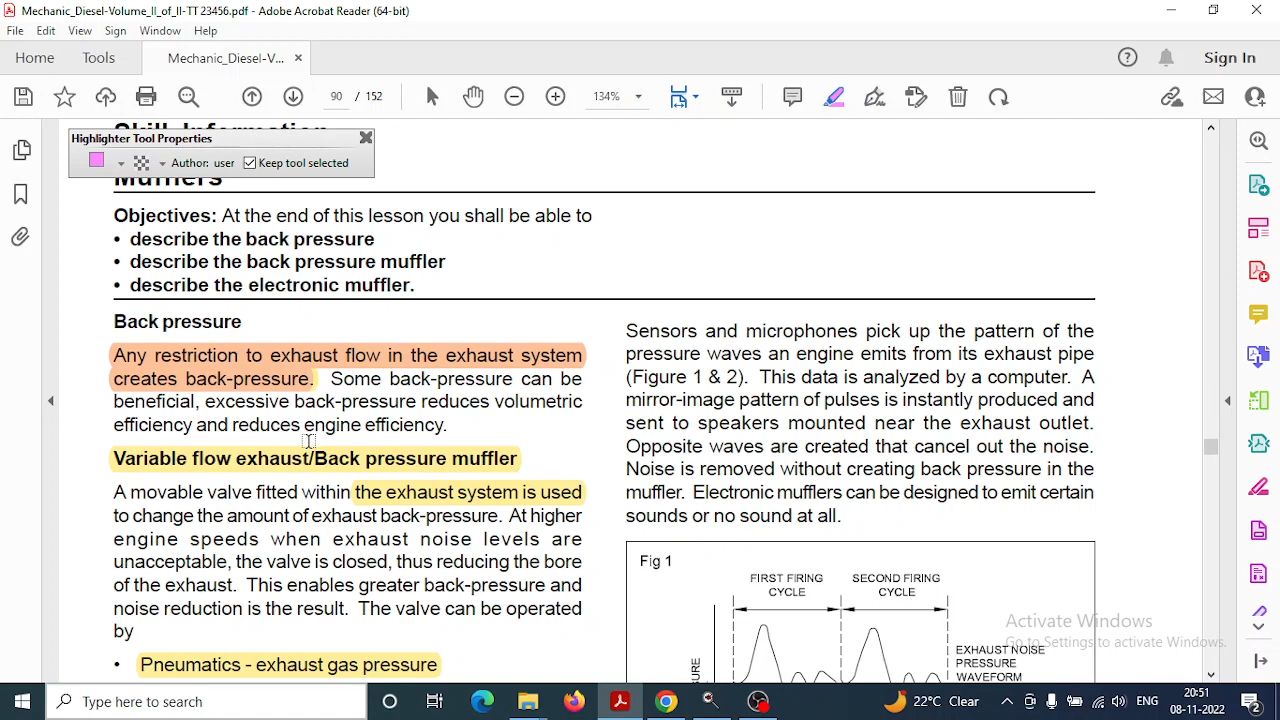 Mechanic_Diesel-Volume_II_of_II-TT 23456.pdf - Adobe Acrobat Reader (64-bit)
File Edit View Sign Window Help
Home Tools Mechanic_Diesel-V... × Sign In
90 / 152 134%
Skill Information
Highlighter Tool Properties
Author: user Keep tool selected
Mufflers
Objectives: At the end of this lesson you shall be able to
• describe the back pressure
• describe the back pressure muffler
• describe the electronic muffler.
Back pressure
Any restriction to exhaust flow in the exhaust system
creates back-pressure. Some back-pressure can be
beneficial, excessive back-pressure reduces volumetric
efficiency and reduces engine efficiency.
Variable flow exhaust/Back pressure muffler
A movable valve fitted within the exhaust system is used
to change the amount of exhaust back-pressure. At higher
engine speeds when exhaust noise levels are
unacceptable, the valve is closed, thus reducing the bore
of the exhaust. This enables greater back-pressure and
noise reduction is the result. The valve can be operated
by
• Pneumatics - exhaust gas pressure
Sensors and microphones pick up the pattern of the
pressure waves an engine emits from its exhaust pipe
(Figure 1 & 2). This data is analyzed by a computer. A
mirror-image pattern of pulses is instantly produced and
sent to speakers mounted near the exhaust outlet.
Opposite waves are created that cancel out the noise.
Noise is removed without creating back pressure in the
muffler. Electronic mufflers can be designed to emit certain
sounds or no sound at all.
Fig 1
FIRST FIRING
CYCLE
SECOND FIRING
CYCLE
EXHAUST NOISE
PRESSURE
WAVEFORM
Activate Windows
Go to Settings to activate Windows.
Type here to search
22°C Clear
ENG
20:51
08-11-2022
2